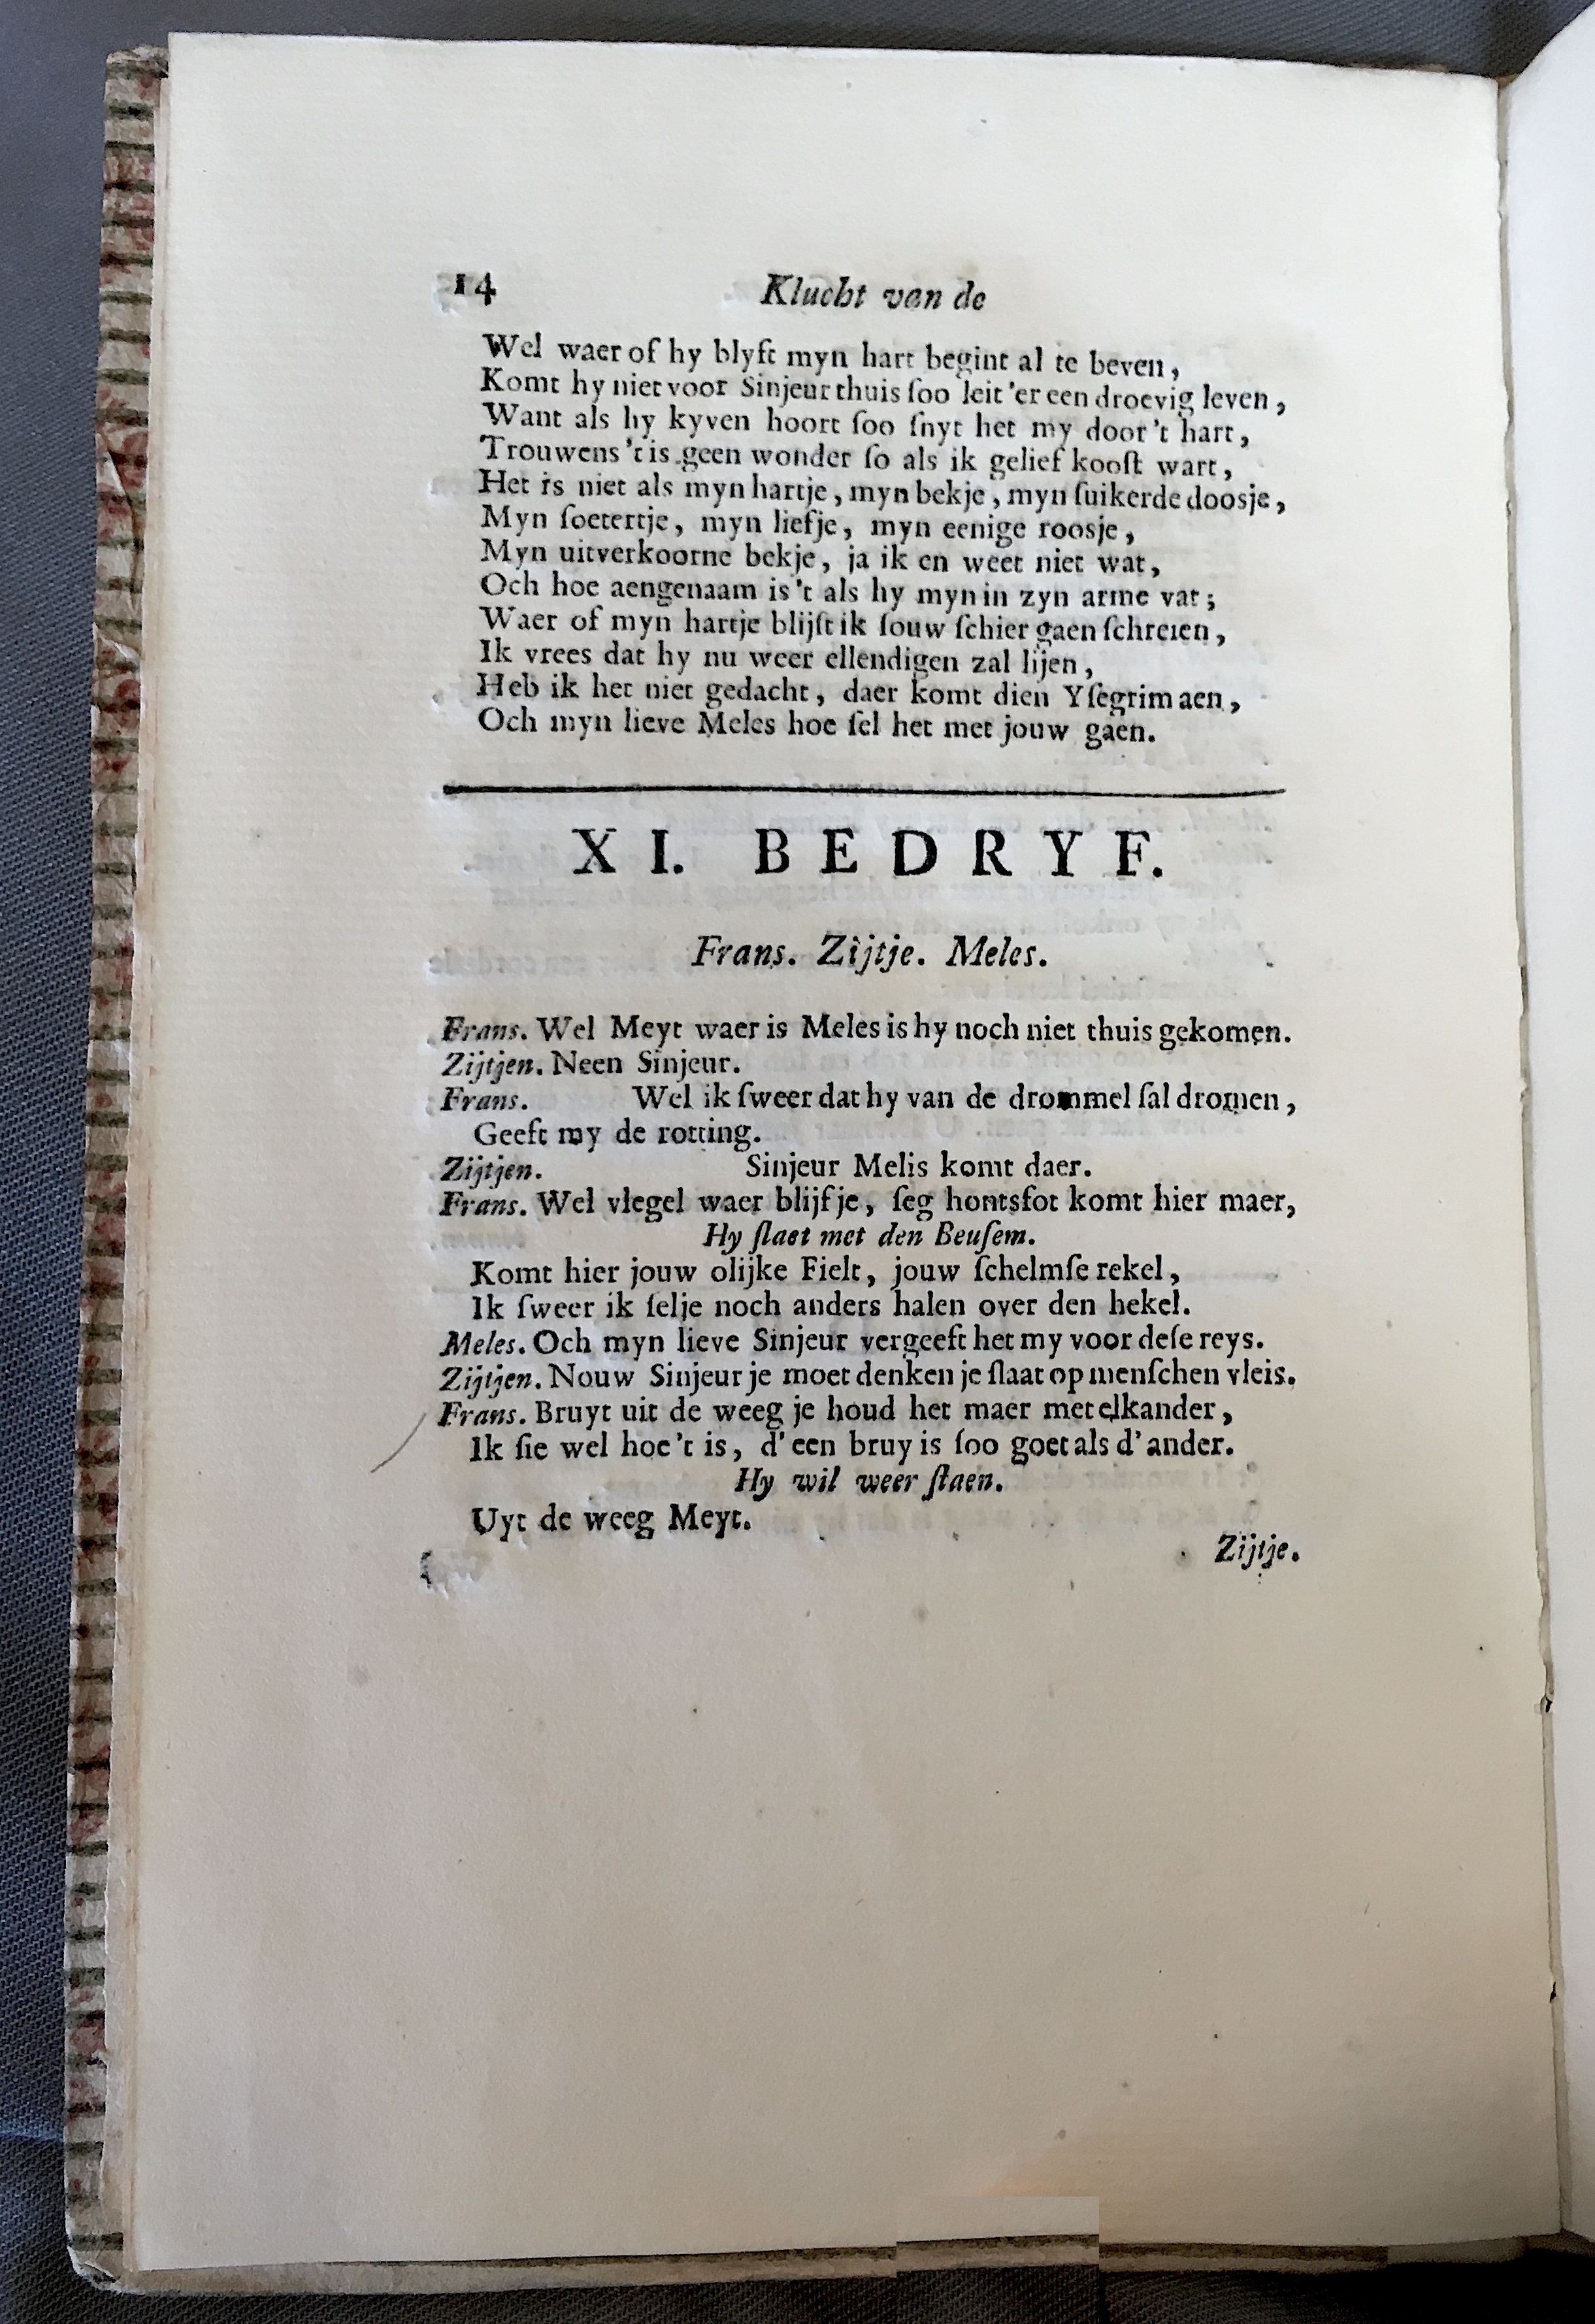 14 Klucht van de
Wel waer of hy blyft myn hart begint al te beven,
Komt hy niet voor Sinjeur thuis ſoo leit 'er een droevig leven,
Want als hy kyven hoort ſoo ſnyt het my door 't hart,
Trouwens 't is geen wonder ſo als ik gelief kooſt wart,
Het is niet als myn hartje, myn bekje, myn ſuikerde doosje,
Myn ſoetertje, myn liefje, myn eenige roosje,
Myn uitverkoorne bekje, ja ik en weet niet wat,
Och hoe aengenaam is 't als hy myn in zyn arme vat;
Waer of myn hartje blijft ik ſouw ſchier gaen ſchreien,
Ik vrees dat hy nu weer ellendigen zal lijen,
Heb ik het niet gedacht, daer komt dien Yſegrim aen,
Och myn lieve Meles hoe ſel het met jouw gaen.
XI. BEDRYF.
Frans. Zijtje. Meles.
Frans. Wel Meyt waer is Meles is hy noch niet thuis gekomen.
Zijtjen. Neen Sinjeur.
Frans. Wel ik ſweer dat hy van de drommel ſal dromen,
Geeft my de rotting.
Zijtjen. Sinjeur Melis komt daer.
Frans. Wel vlegel waer blijf je, ſeg hontsfot komt hier maer,
Hy ſlaet met den Beuſem.
Komt hier jouw olijke Fielt, jouw ſchelmſe rekel,
Ik ſweer ik ſelje noch anders halen over den hekel.
Meles. Och myn lieve Sinjeur vergeeft het my voor deſe reys.
Zijtjen. Nouw Sinjeur je moet denken je ſlaat op menſchen vleis.
Frans. Bruyt uit de weeg je houd het maer met elkander,
Ik ſie wel hoe 't is, d' een bruy is ſoo goet als d' ander.
Hy wil weer ſlaen.
Uyt de weeg Meyt.
Zijtje.